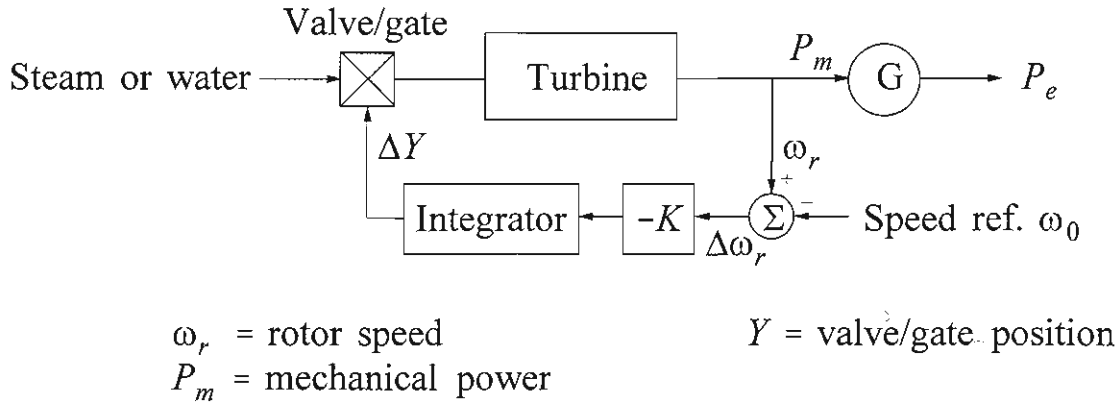 Valve/gate
Steam or water
Turbine
P_m
G
P_e
ΔY
ω_r
+
−
Integrator
−K
Σ
Speed ref. ω_0
Δω_r
ω_r = rotor speed
Y = valve/gate position
P_m = mechanical power